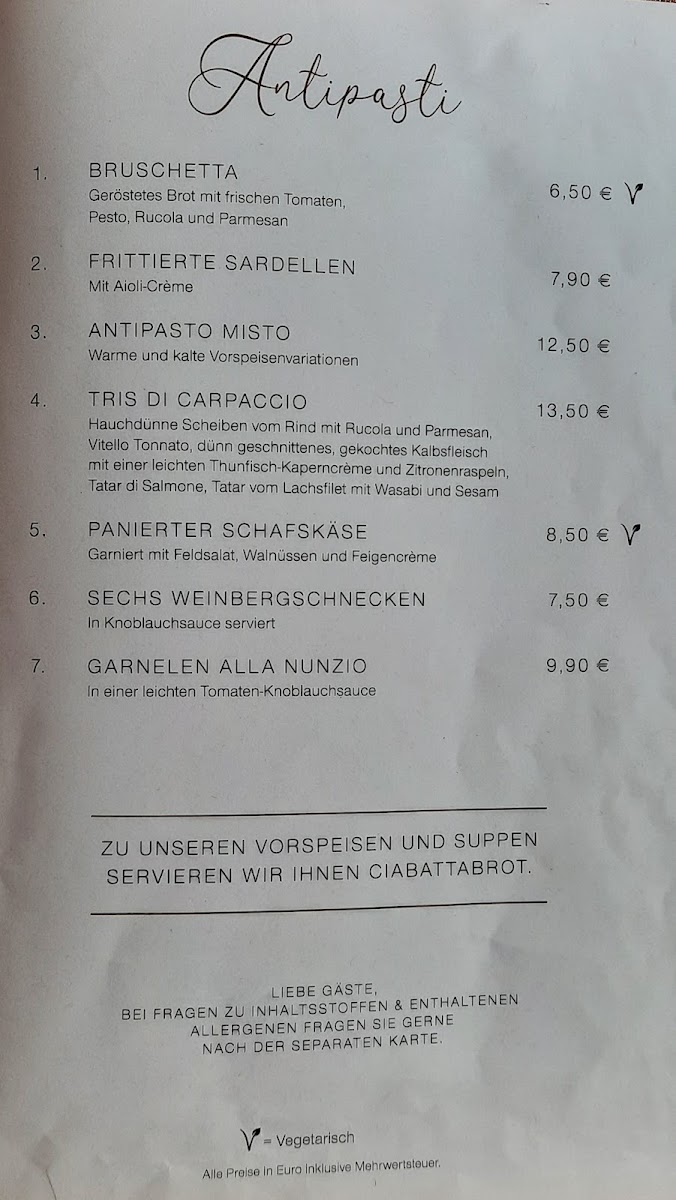 Antipasti
1. BRUSCHETTA
Geröstetes Brot mit frischen Tomaten,
Pesto, Rucola und Parmesan
6,50 € V
2. FRITTIERTE SARDELLEN
Mit Aioli-Crème
7,90 €
3. ANTIPASTO MISTO
Warme und kalte Vorspeisenvariationen
12,50 €
4. TRIS DI CARPACCIO
Hauchdünne Scheiben vom Rind mit Rucola und Parmesan,
Vitello Tonnato, dünn geschnittenes, gekochtes Kalbsfleisch
mit einer leichten Thunfisch-Kaperncrème und Zitronenraspeln,
Tatar di Salmone, Tatar vom Lachsfilet mit Wasabi und Sesam
13,50 €
5. PANIERTER SCHAFSKÄSE
Garniert mit Feldsalat, Walnüssen und Feigencrème
8,50 € V
6. SECHS WEINBERGSCHNECKEN
In Knoblauchsauce serviert
7,50 €
7. GARNELEN ALLA NUNZIO
In einer leichten Tomaten-Knoblauchsauce
9,90 €
ZU UNSEREN VORSPEISEN UND SUPPEN
SERVIEREN WIR IHNEN CIABATTABROT.
LIEBE GÄSTE,
BEI FRAGEN ZU INHALTSSTOFFEN & ENTHALTENEN
ALLERGENEN FRAGEN SIE GERNE
NACH DER SEPARATEN KARTE.
V = Vegetarisch
Alle Preise in Euro inklusive Mehrwertsteuer.